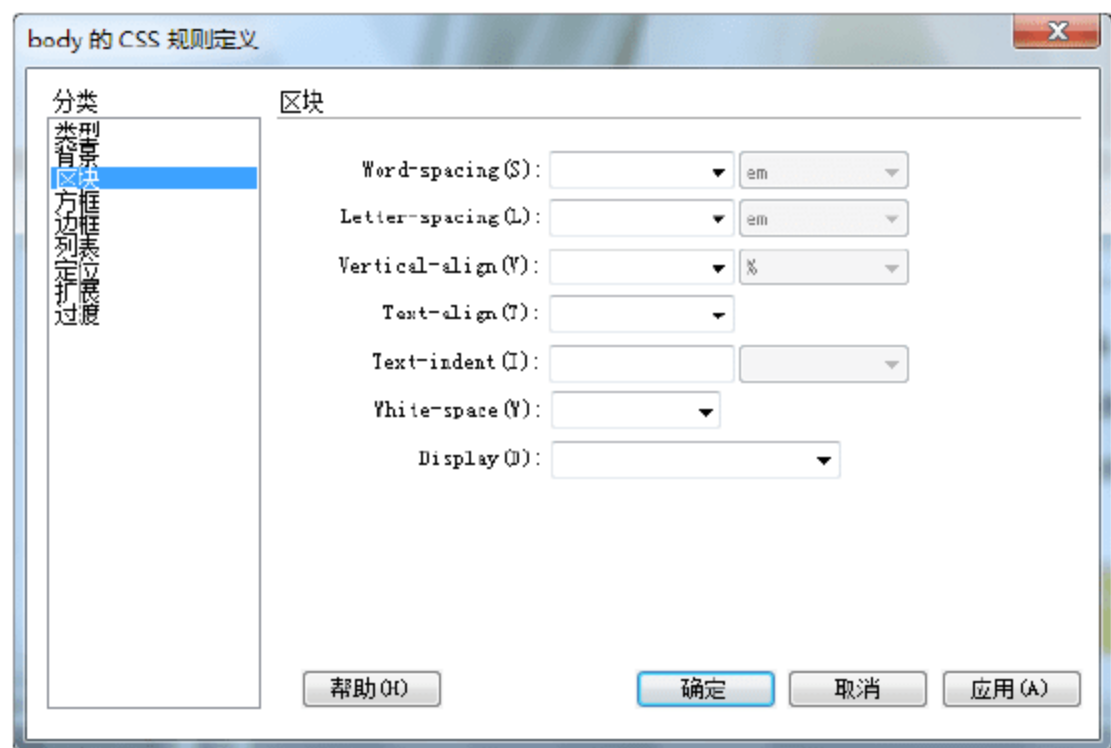 body 的 CSS 规则定义
分类
类型
背景
区块
方框
边框
列表
定位
扩展
过渡
区块
Word-spacing(S): em
Letter-spacing(L): em
Vertical-align(V): %
Text-align(T):
Text-indent(I):
White-space(W):
Display(D):
帮助(H) 确定 取消 应用(A)